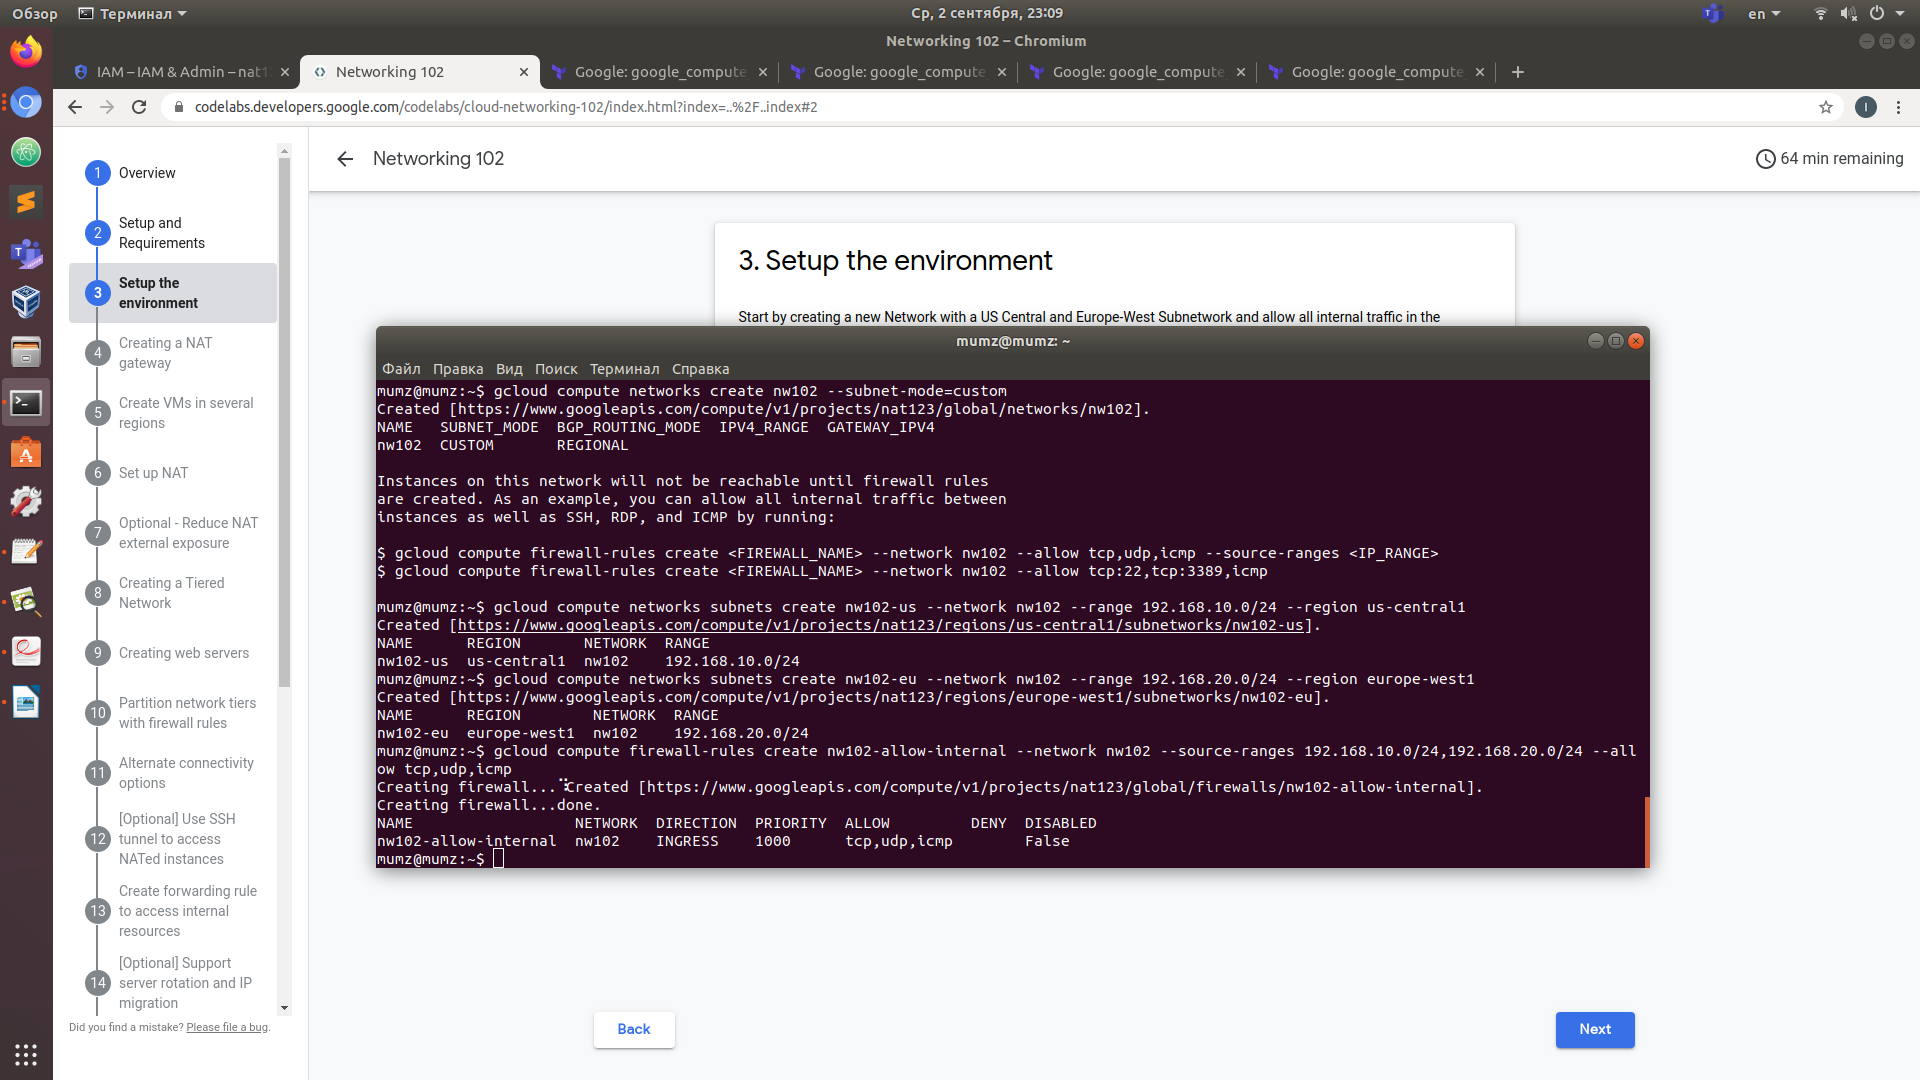 Обзор
Терминал
Ср, 2 сентября, 23:09
en
Networking 102 – Chromium
IAM – IAM & Admin – nat1
Networking 102
Google: google_compute
Google: google_compute
Google: google_compute
Google: google_compute
codelabs.developers.google.com/codelabs/cloud-networking-102/index.html?index=..%2F..index#2
I
1 Overview
2 Setup and
Requirements
3 Setup the
environment
4 Creating a NAT
gateway
5 Create VMs in several
regions
6 Set up NAT
7 Optional - Reduce NAT
external exposure
8 Creating a Tiered
Network
9 Creating web servers
10 Partition network tiers
with firewall rules
11 Alternate connectivity
options
12 [Optional] Use SSH
tunnel to access
NATed instances
13 Create forwarding rule
to access internal
resources
14 [Optional] Support
server rotation and IP
migration
Did you find a mistake? Please file a bug.
Networking 102
64 min remaining
3. Setup the environment
Start by creating a new Network with a US Central and Europe-West Subnetwork and allow all internal traffic in the
mumz@mumz: ~
Файл Правка Вид Поиск Терминал Справка
mumz@mumz:~$ gcloud compute networks create nw102 --subnet-mode=custom
Created [https://www.googleapis.com/compute/v1/projects/nat123/global/networks/nw102].
NAME   SUBNET_MODE  BGP_ROUTING_MODE  IPV4_RANGE  GATEWAY_IPV4
nw102  CUSTOM       REGIONAL
Instances on this network will not be reachable until firewall rules
are created. As an example, you can allow all internal traffic between
instances as well as SSH, RDP, and ICMP by running:
$ gcloud compute firewall-rules create <FIREWALL_NAME> --network nw102 --allow tcp,udp,icmp --source-ranges <IP_RANGE>
$ gcloud compute firewall-rules create <FIREWALL_NAME> --network nw102 --allow tcp:22,tcp:3389,icmp
mumz@mumz:~$ gcloud compute networks subnets create nw102-us --network nw102 --range 192.168.10.0/24 --region us-central1
Created [https://www.googleapis.com/compute/v1/projects/nat123/regions/us-central1/subnetworks/nw102-us].
NAME      REGION       NETWORK  RANGE
nw102-us  us-central1  nw102    192.168.10.0/24
mumz@mumz:~$ gcloud compute networks subnets create nw102-eu --network nw102 --range 192.168.20.0/24 --region europe-west1
Created [https://www.googleapis.com/compute/v1/projects/nat123/regions/europe-west1/subnetworks/nw102-eu].
NAME      REGION        NETWORK  RANGE
nw102-eu  europe-west1  nw102    192.168.20.0/24
mumz@mumz:~$ gcloud compute firewall-rules create nw102-allow-internal --network nw102 --source-ranges 192.168.10.0/24,192.168.20.0/24 --all
ow tcp,udp,icmp
Creating firewall...⠹Created [https://www.googleapis.com/compute/v1/projects/nat123/global/firewalls/nw102-allow-internal].
Creating firewall...done.
NAME                  NETWORK  DIRECTION  PRIORITY  ALLOW         DENY  DISABLED
nw102-allow-internal  nw102    INGRESS    1000      tcp,udp,icmp        False
mumz@mumz:~$
Back
Next